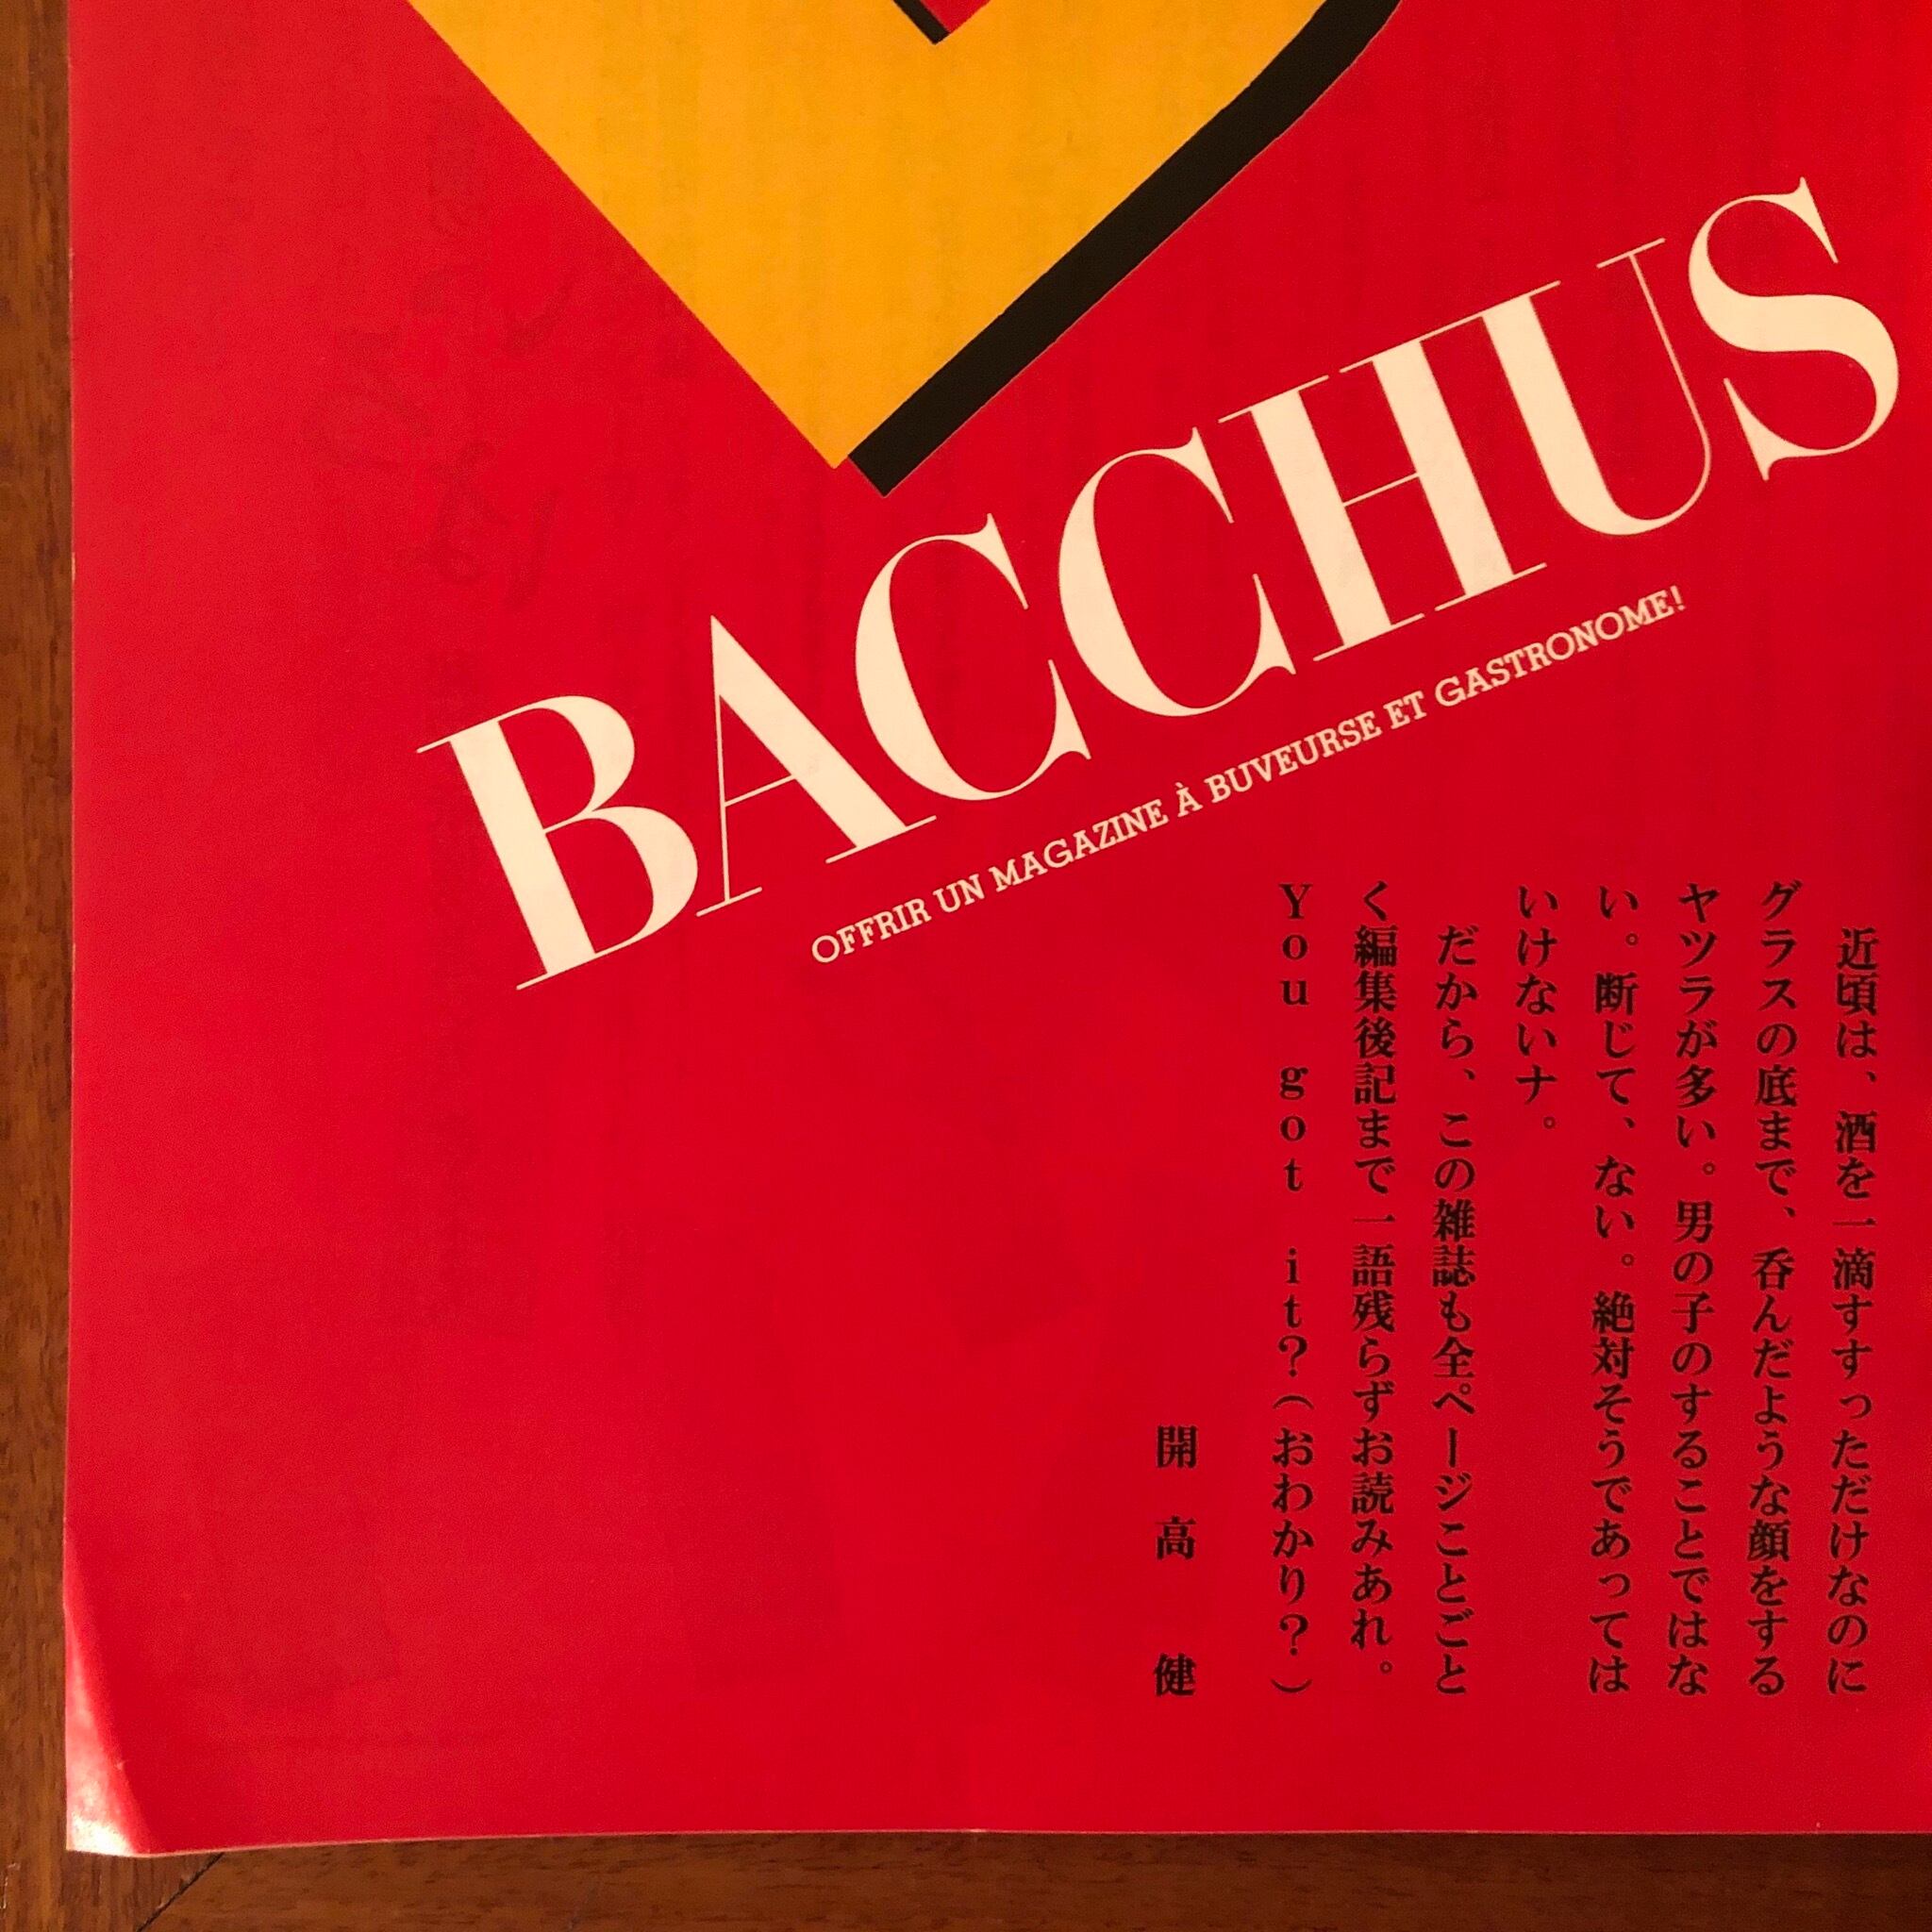 BACCHUS
OFFRIR UN MAGAZINE À BUVEURSE ET GASTRONOME!
近頃は、酒を一滴すすっただけなのに
グラスの底まで、呑んだような顔をする
ヤツラが多い。男の子のすることではな
い。断じて、ない。絶対そうであっては
いけないナ。
だから、この雑誌も全ページことごと
く編集後記まで一語残らずお読みあれ。
You got it?(おわかり?)
開高健